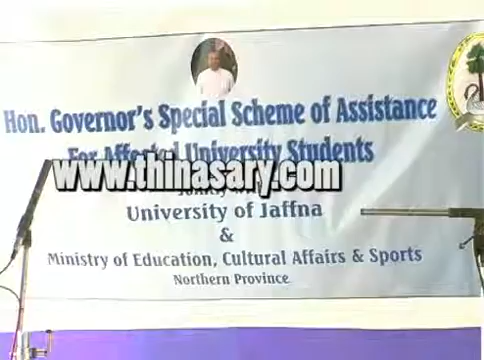 Hon. Governor's Special Scheme of Assistance
For Affected University Students
www.thinasary.com
University of Jaffna
&
Ministry of Education, Cultural Affairs & Sports
Northern Province